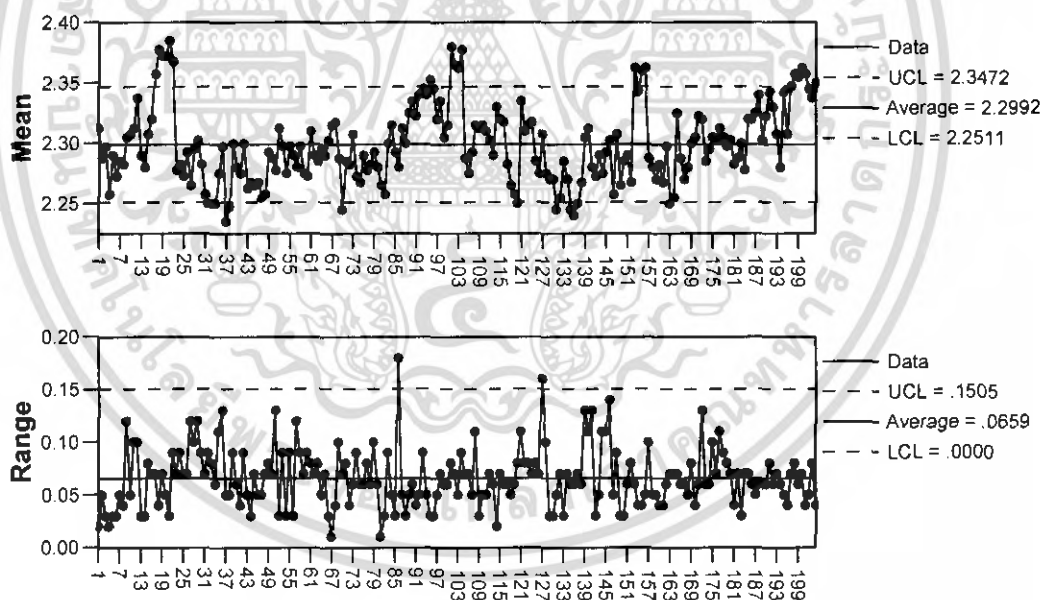 Mean
2.40
2.35
2.30
2.25
1 7 13 19 25 31 37 43 49 55 61 67 73 79 85 91 97 103 109 115 121 127 133 139 145 151 157 163 169 175 181 187 193 199
Data
UCL = 2.3472
Average = 2.2992
LCL = 2.2511
Range
0.20
0.15
0.10
0.05
0.00
1 7 13 19 25 31 37 43 49 55 61 67 73 79 85 91 97 103 109 115 121 127 133 139 145 151 157 163 169 175 181 187 193 199
Data
UCL = .1505
Average = .0659
LCL = .0000